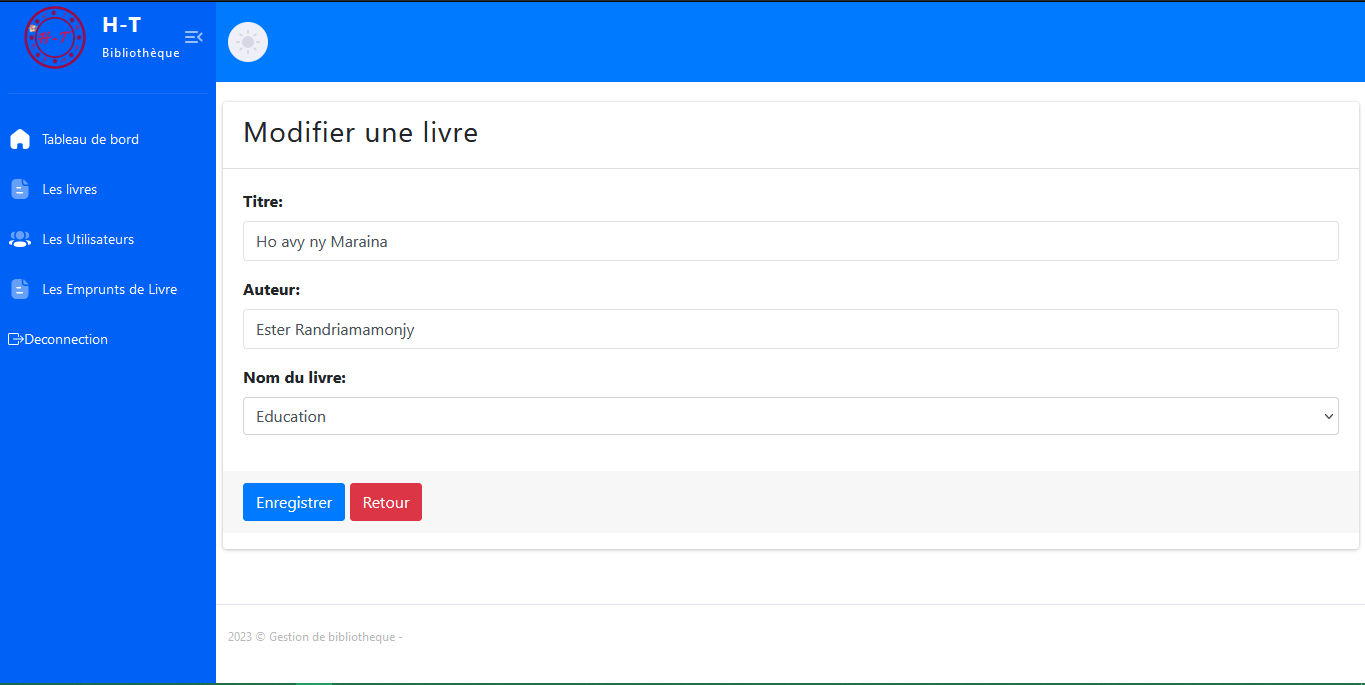 H-T
H-T
Bibliothèque
Tableau de bord
Les livres
Les Utilisateurs
Les Emprunts de Livre
Deconnection
Modifier une livre
Titre:
Ho avy ny Maraina
Auteur:
Ester Randriamamonjy
Nom du livre:
Education
Enregistrer Retour
2023 © Gestion de bibliotheque -